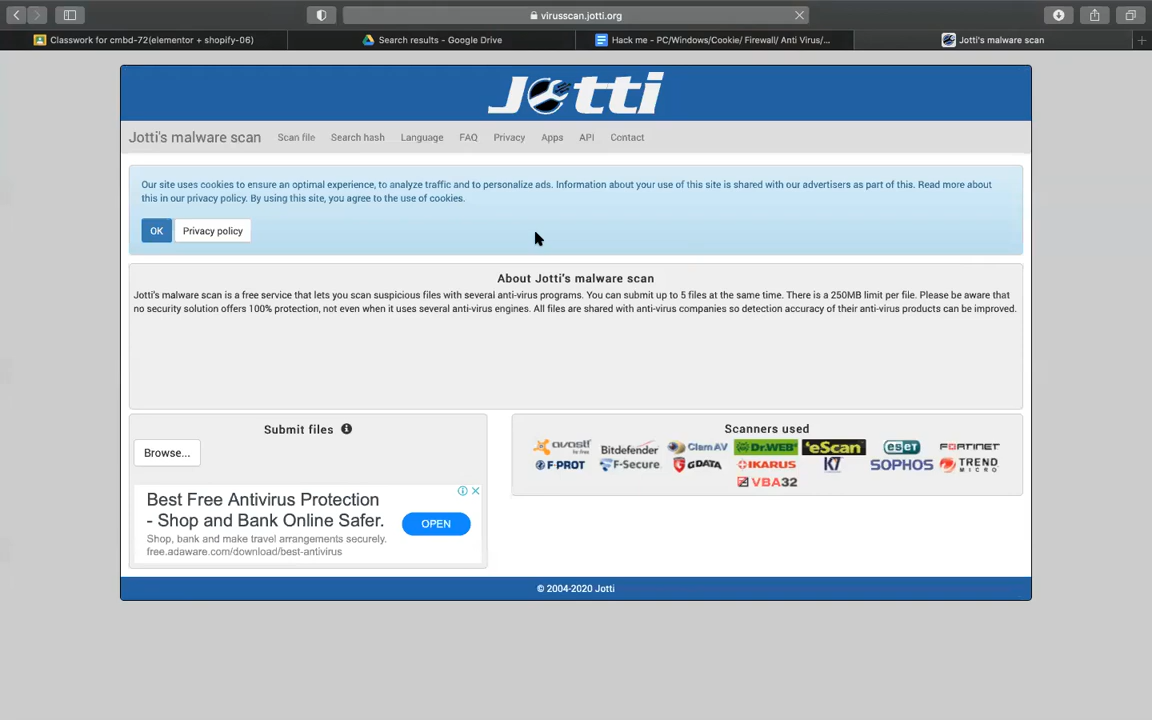 virusscan.jotti.org
Classwork for cmbd-72(elementor + shopify-06)
Search results - Google Drive
Hack me - PC/Windows/Cookie/ Firewall/ Anti Virus/...
Jotti's malware scan
Jotti
Jotti's malware scan
Scan file
Search hash
Language
FAQ
Privacy
Apps
API
Contact
Our site uses cookies to ensure an optimal experience, to analyze traffic and to personalize ads. Information about your use of this site is shared with our advertisers as part of this. Read more about
this in our privacy policy. By using this site, you agree to the use of cookies.
OK
Privacy policy
About Jotti's malware scan
Jotti's malware scan is a free service that lets you scan suspicious files with several anti-virus programs. You can submit up to 5 files at the same time. There is a 250MB limit per file. Please be aware that
no security solution offers 100% protection, not even when it uses several anti-virus engines. All files are shared with anti-virus companies so detection accuracy of their anti-virus products can be improved.
Submit files
Browse...
Best Free Antivirus Protection
- Shop and Bank Online Safer.
Shop, bank and make travel arrangements securely.
free.adaware.com/download/best-antivirus
OPEN
Scanners used
avast! Bitdefender ClamAV Dr.WEB eScan eset FORTINET
F-PROT F-Secure GDATA IKARUS K7 SOPHOS TREND MICRO
VBA32
© 2004-2020 Jotti